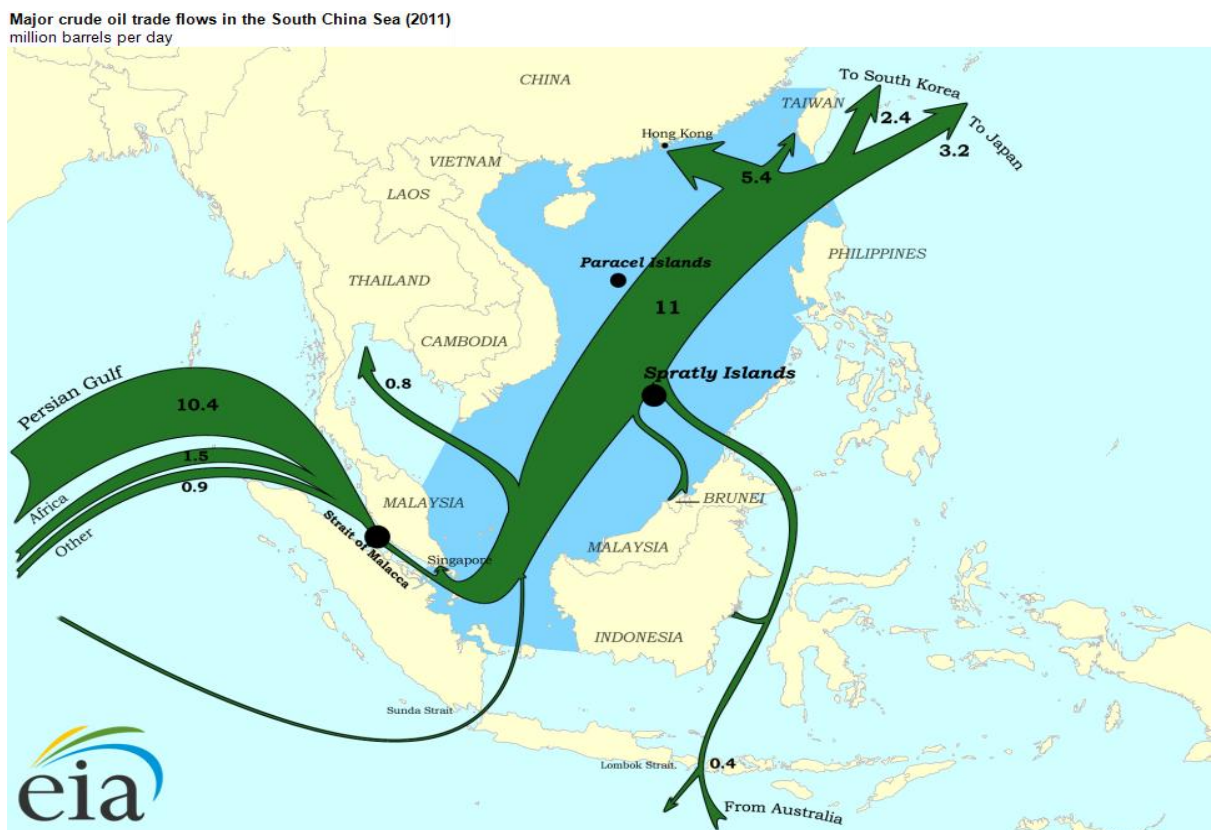 Major crude oil trade flows in the South China Sea (2011)
million barrels per day
CHINA
To South Korea
TAIWAN
2.4
Hong Kong
To Japan
3.2
VIETNAM
5.4
LAOS
PHILIPPINES
Paracel Islands
THAILAND
11
CAMBODIA
Spratly Islands
0.8
Persian Gulf
10.4
1.5
0.9
Africa
Other
MALAYSIA
BRUNEI
Strait of Malacca
Singapore
MALAYSIA
INDONESIA
Sunda Strait
Lombok Strait.
0.4
From Australia
eia